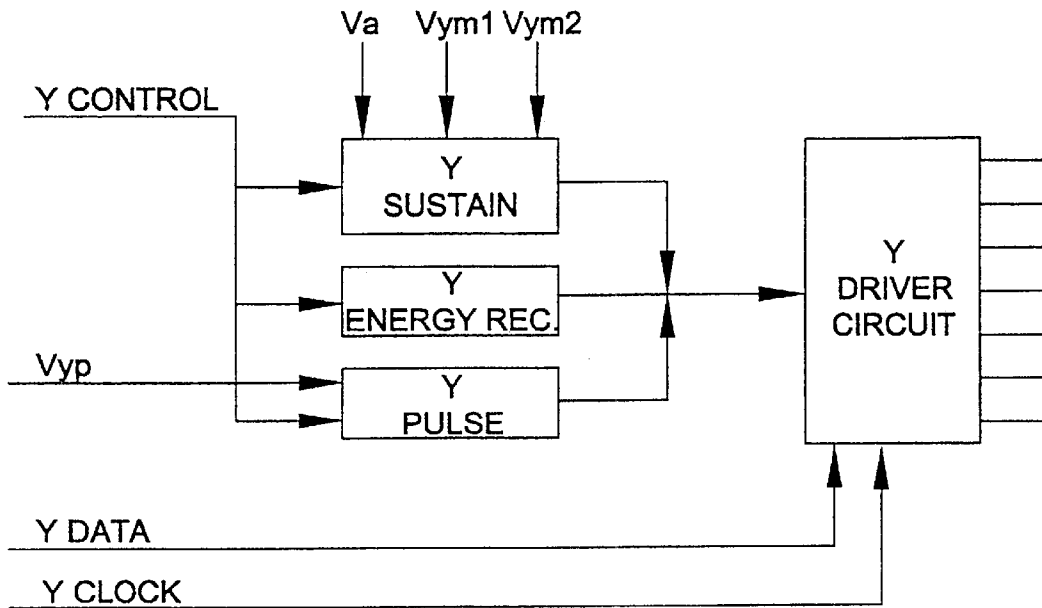 Va Vym1 Vym2
Y CONTROL
Y
SUSTAIN
Y
ENERGY REC.
Y
DRIVER
CIRCUIT
Vyp
Y
PULSE
Y DATA
Y CLOCK